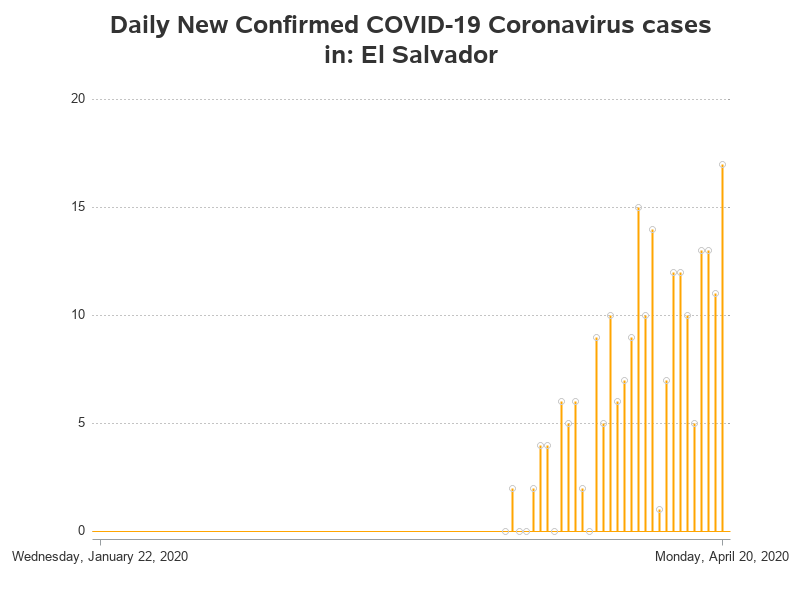 Daily New Confirmed COVID-19 Coronavirus cases
in: El Salvador
20
15
10
5
0
Wednesday, January 22, 2020
Monday, April 20, 2020